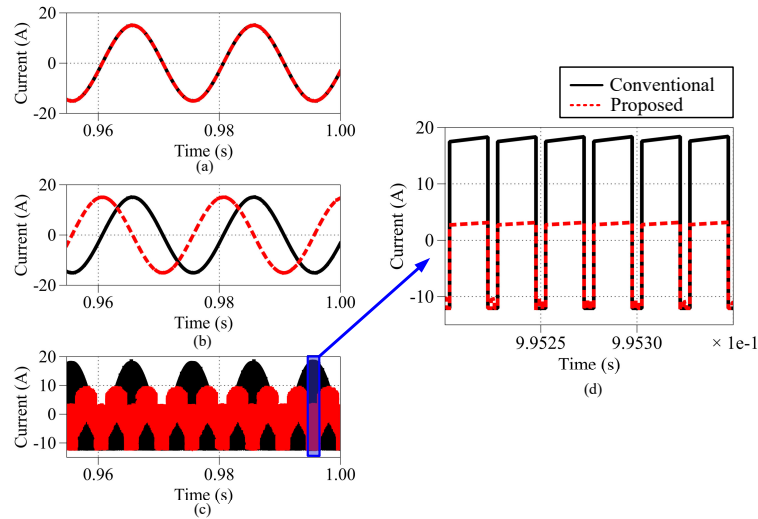 20
0
-20
Current (A)
0.96
0.98
1.00
Time (s)
(a)
20
0
-20
Current (A)
0.96
0.98
1.00
Time (s)
(b)
20
10
0
-10
Current (A)
0.96
0.98
1.00
Time (s)
(c)
Conventional
Proposed
20
10
0
-10
Current (A)
9.9525
9.9530
× 1e-1
Time (s)
(d)